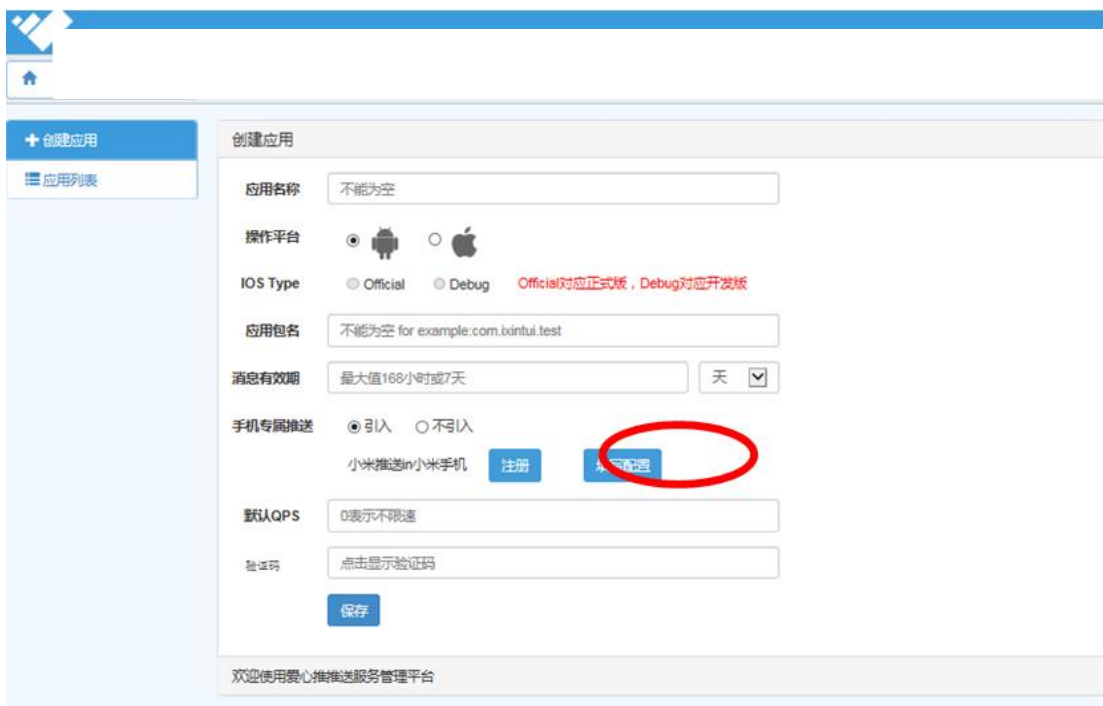 创建应用
应用列表
创建应用
应用名称 不能为空
操作平台
IOS Type Official Debug Official对应正式版，Debug对应开发版
应用包名 不能为空 for example:com.ixintui.test
消息有效期 最大值168小时或7天 天
手机专属推送 引入 不引入
小米推送in小米手机 注册 配置
默认QPS 0表示不限速
验证码 点击显示验证码
保存
欢迎使用爱心推推送服务管理平台